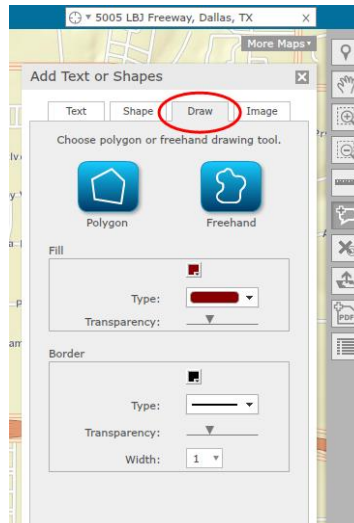 5005 LBJ Freeway, Dallas, TX X
More Maps
Add Text or Shapes
Text Shape Draw Image
Choose polygon or freehand drawing tool.
Polygon Freehand
Fill
Type:
Transparency:
Border
Type:
Transparency:
Width: 1
PDF